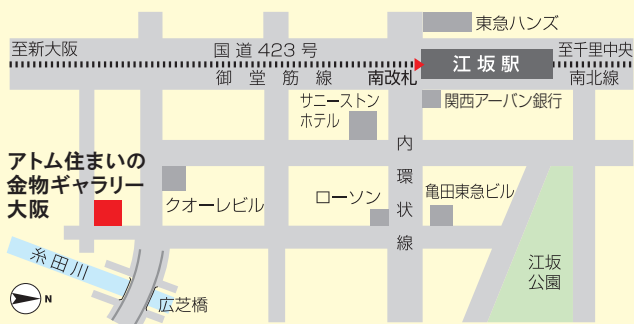 東急ハンズ
至新大阪
国道423号
至千里中央
江坂駅
御堂筋線
南改札
南北線
サニーストン
ホテル
関西アーバン銀行
内環状線
アトム住まいの
金物ギャラリー
大阪
クオーレビル
ローソン
亀田東急ビル
糸田川
江坂
公園
N
広芝橋